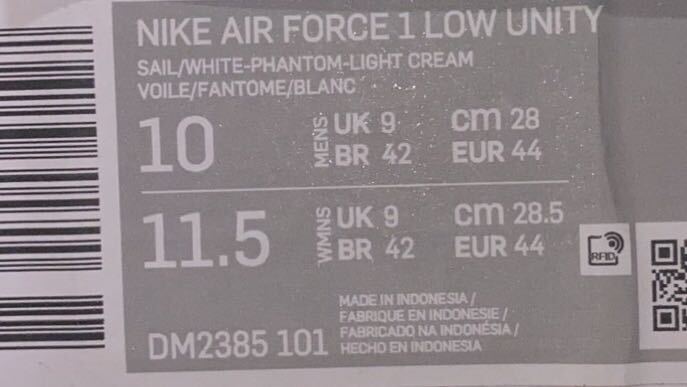 NIKE AIR FORCE 1 LOW UNITY
SAIL/WHITE-PHANTOM-LIGHT CREAM
VOILE/FANTOME/BLANC
10 MENS UK 9 cm 28
BR 42 EUR 44
11.5 WMNS UK 9 cm 28.5
BR 42 EUR 44
RFID
MADE IN INDONESIA /
FABRIQUE EN INDONESIE /
FABRICADO NA INDONÉSIA /
HECHO EN INDONESIA
DM2385 101